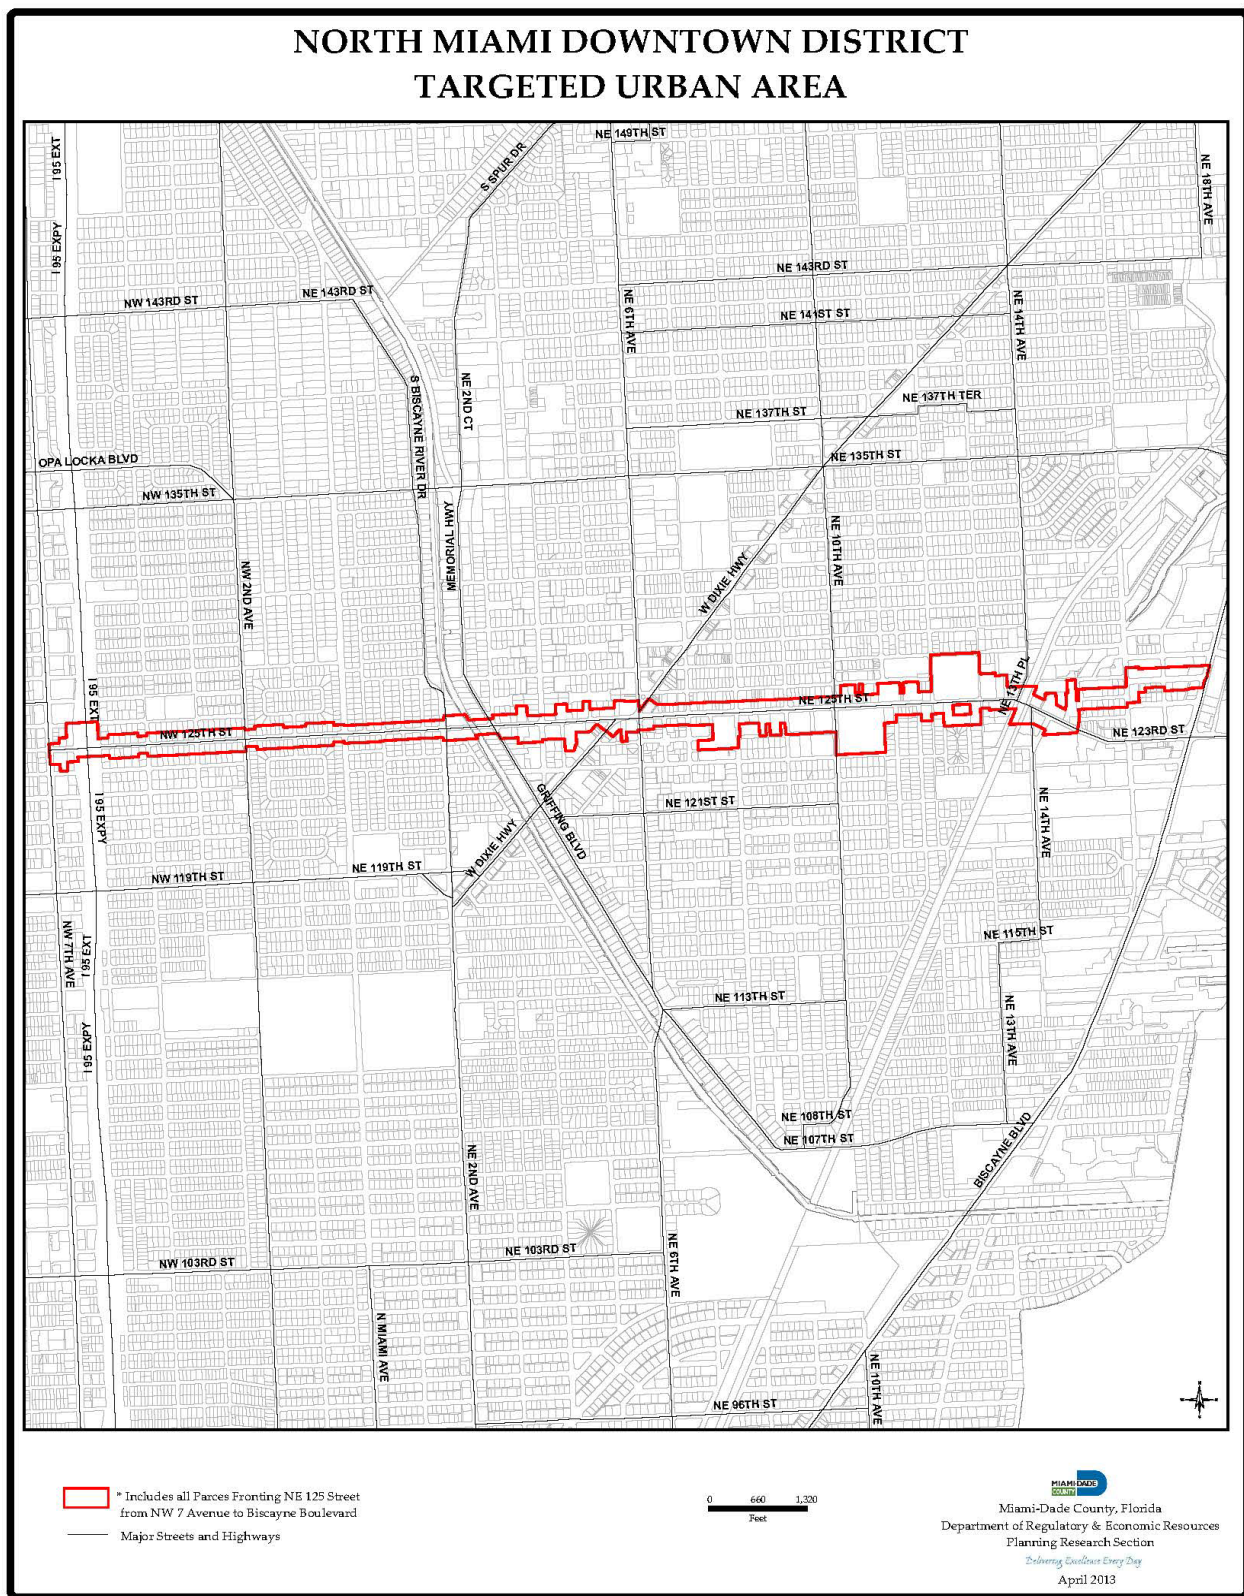 NORTH MIAMI DOWNTOWN DISTRICT
TARGETED URBAN AREA
I 95 EXT
NE 149TH ST
S SPUR DR
NE 18TH AVE
I 95 EXPY
NE 143RD ST
NW 143RD ST
NE 143RD ST
NE 6TH AVE
NE 141ST ST
NE 14TH AVE
S BISCAYNE RIVER DR
NE 2ND CT
NE 137TH TER
NE 137TH ST
OPA LOCKA BLVD
NE 135TH ST
NW 135TH ST
MEMORIAL HWY
NE 10TH AVE
NW 2ND AVE
W DIXIE HWY
NE 13TH PL
I 95 EXT
NE 125TH ST
NW 125TH ST
NE 123RD ST
I 95 EXPY
GRIFFING BLVD
NE 121ST ST
NE 14TH AVE
W DIXIE HWY
NE 119TH ST
NW 119TH ST
NW 7TH AVE
I 95 EXT
NE 115TH ST
NE 113TH ST
NE 13TH AVE
I 95 EXPY
NE 108TH ST
NE 107TH ST
BISCAYNE BLVD
NE 2ND AVE
NE 6TH AVE
NE 103RD ST
NW 103RD ST
N MIAMI AVE
NE 10TH AVE
NE 96TH ST
* Includes all Parces Fronting NE 125 Street
from NW 7 Avenue to Biscayne Boulevard
Major Streets and Highways
0 660 1,320
Feet
MIAMI-DADE
COUNTY
Miami-Dade County, Florida
Department of Regulatory & Economic Resources
Planning Research Section
Delivering Excellence Every Day
April 2013